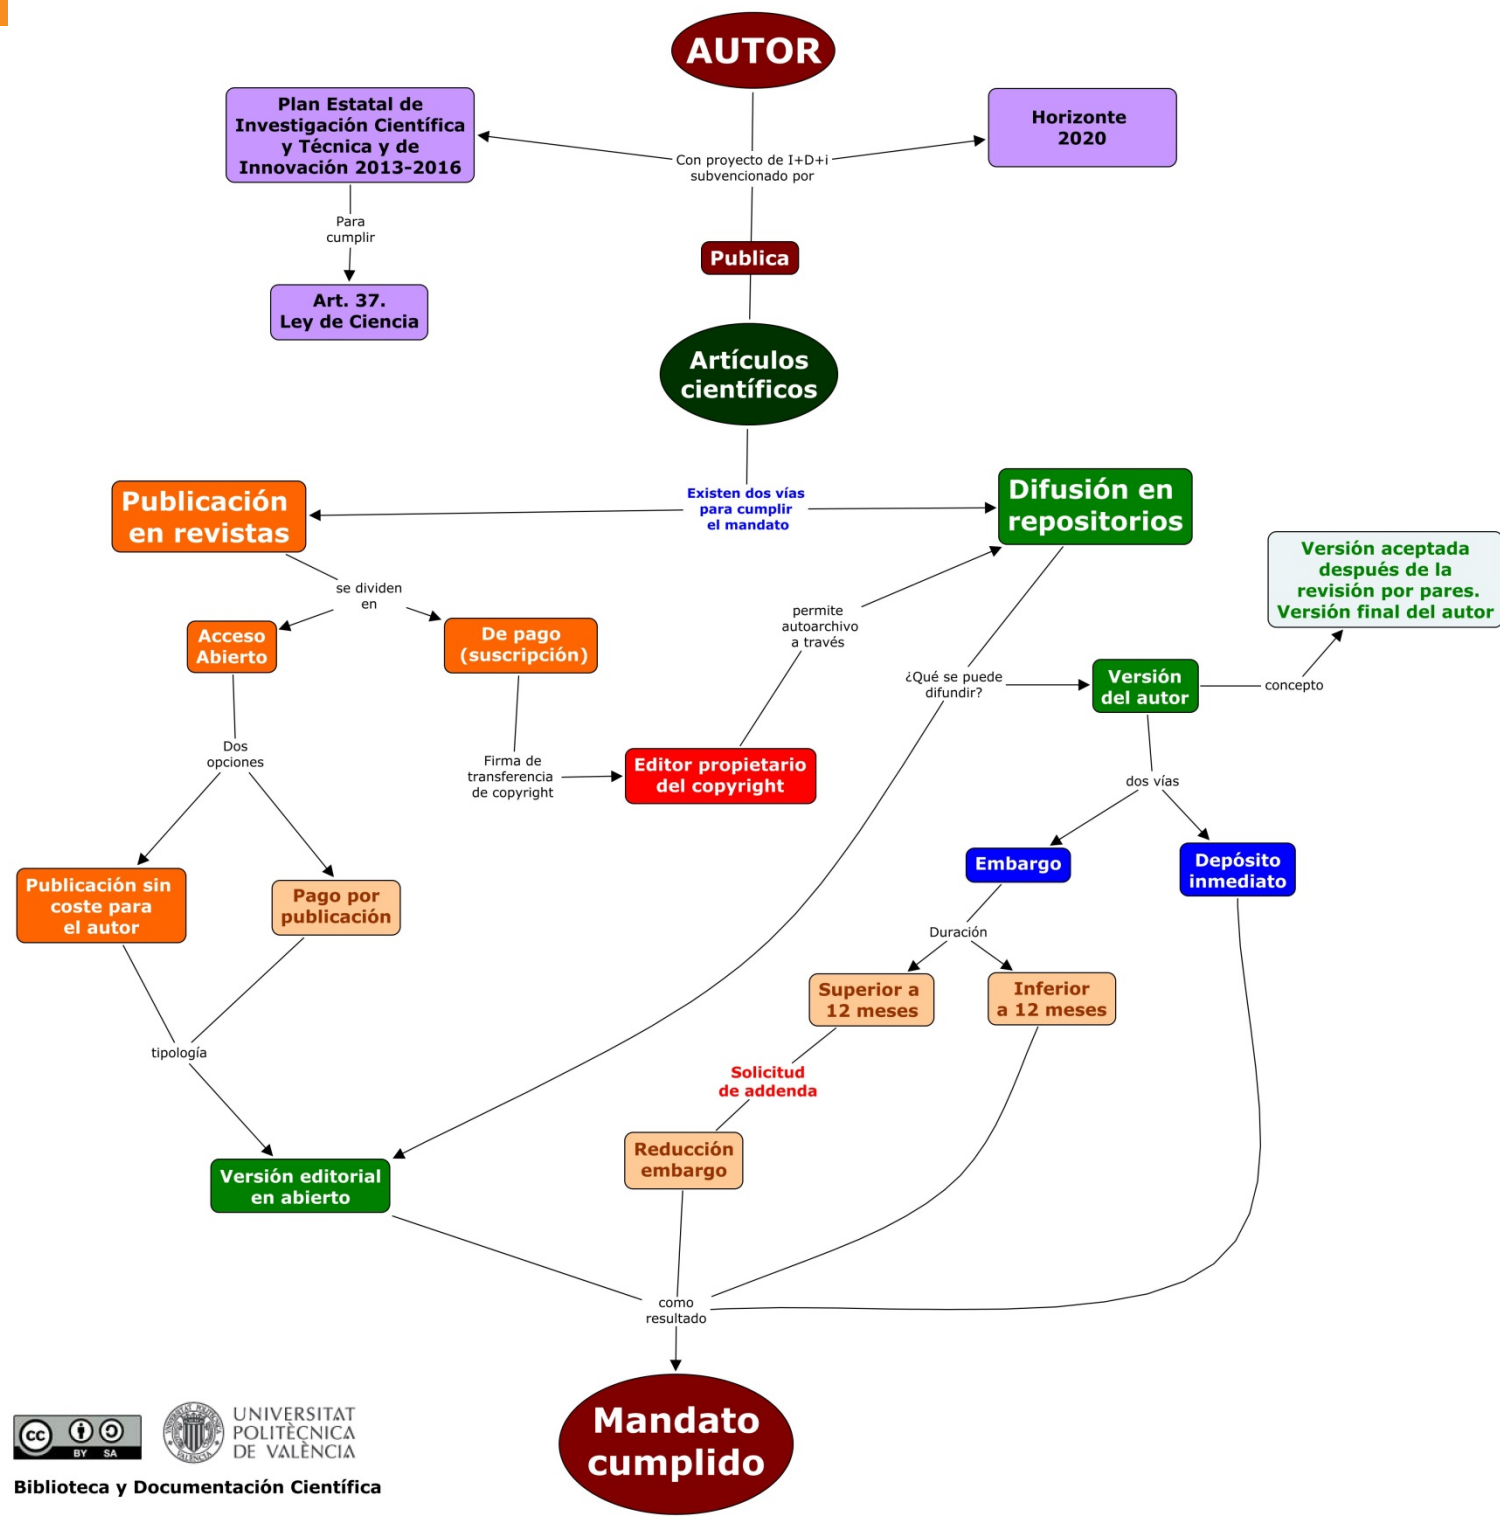 AUTOR
Plan Estatal de
Investigación Científica
y Técnica y de
Innovación 2013-2016
Horizonte
2020
Con proyecto de I+D+i
subvencionado por
Para
cumplir
Publica
Art. 37.
Ley de Ciencia
Artículos
científicos
Existen dos vías
para cumplir
el mandato
Publicación
en revistas
Difusión en
repositorios
Versión aceptada
después de la
revisión por pares.
Versión final del autor
se dividen
en
Acceso
Abierto
De pago
(suscripción)
permite
autoarchivo
a través
¿Qué se puede
difundir?
Versión
del autor
concepto
Dos
opciones
Firma de
transferencia
de copyright
Editor propietario
del copyright
dos vías
Embargo
Depósito
inmediato
Publicación sin
coste para
el autor
Pago por
publicación
Duración
Superior a
12 meses
Inferior
a 12 meses
tipología
Solicitud
de addenda
Reducción
embargo
Versión editorial
en abierto
como
resultado
Mandato
cumplido
cc BY SA
UNIVERSITAT
POLITÈCNICA
DE VALÈNCIA
Biblioteca y Documentación Científica